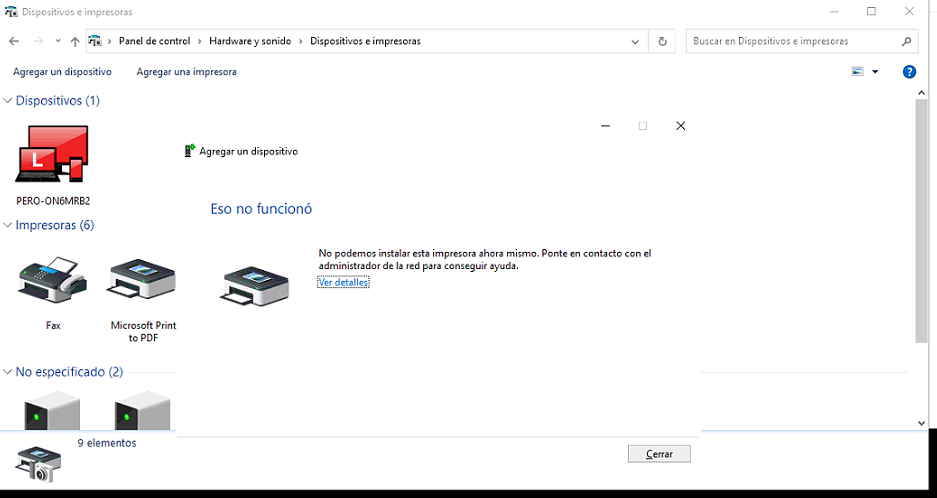 Dispositivos e impresoras
Panel de control > Hardware y sonido > Dispositivos e impresoras
Buscar en Dispositivos e impresoras
Agregar un dispositivo Agregar una impresora
Dispositivos (1)
L
PERO-ON6MRB2
Impresoras (6)
Fax
Microsoft Print
to PDF
No especificado (2)
9 elementos
Agregar un dispositivo
Eso no funcionó
No podemos instalar esta impresora ahora mismo. Ponte en contacto con el
administrador de la red para conseguir ayuda.
Ver detalles
Cerrar